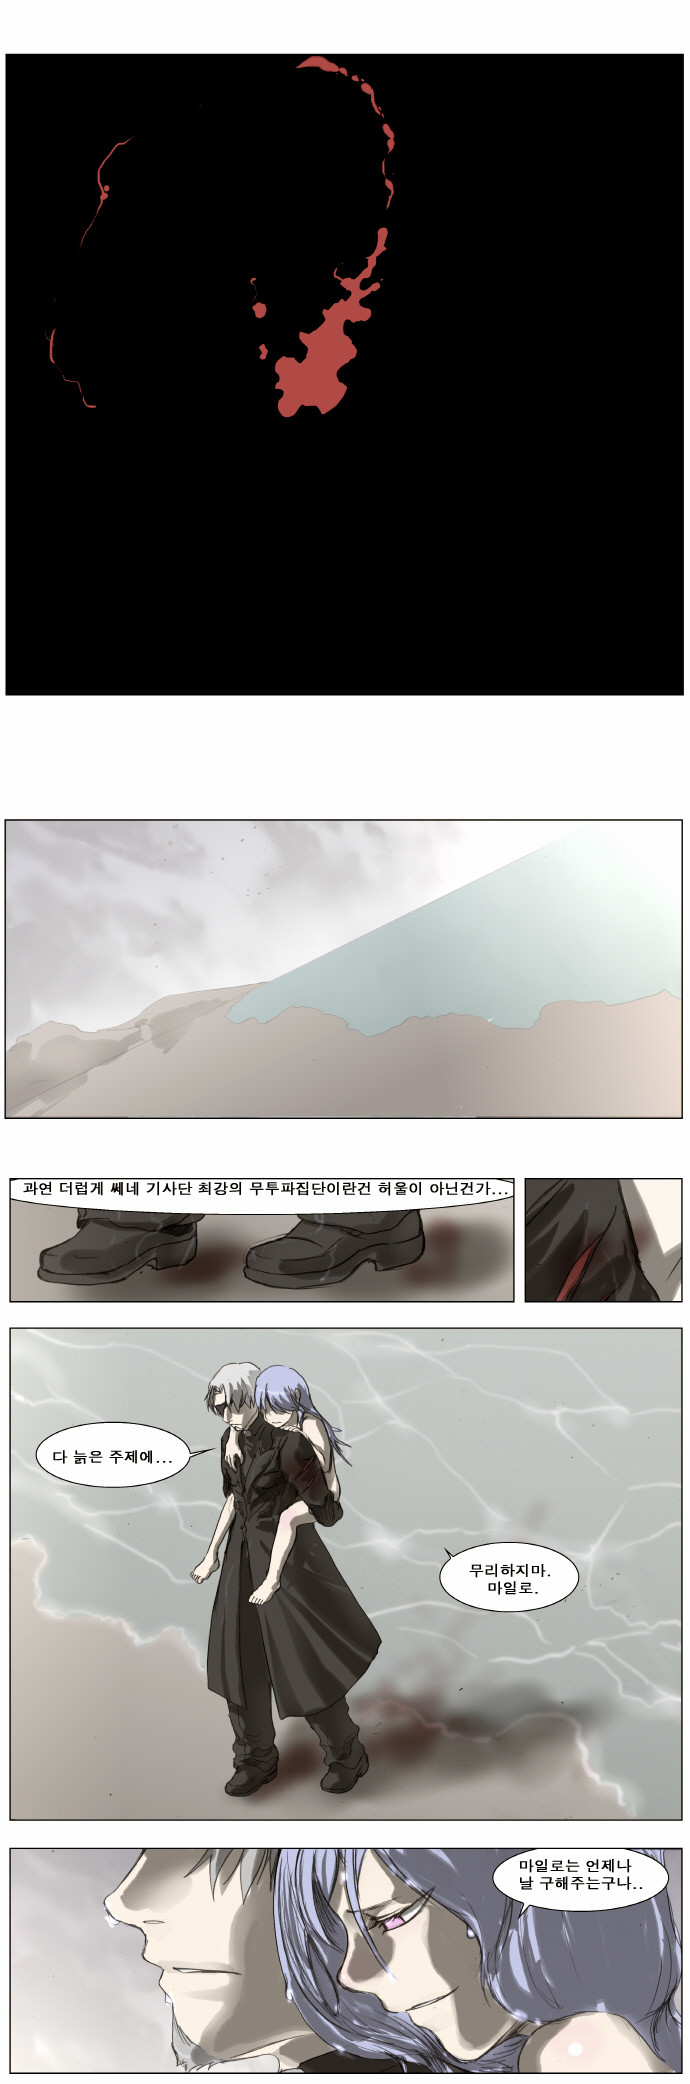 과연 더럽게 쎄네 기사단 최강의 무투파집단이란건 허울이 아닌건가...
다 늙은 주제에...
무리하지마.
마일로.
마일로는 언제나
날 구해주는구나..